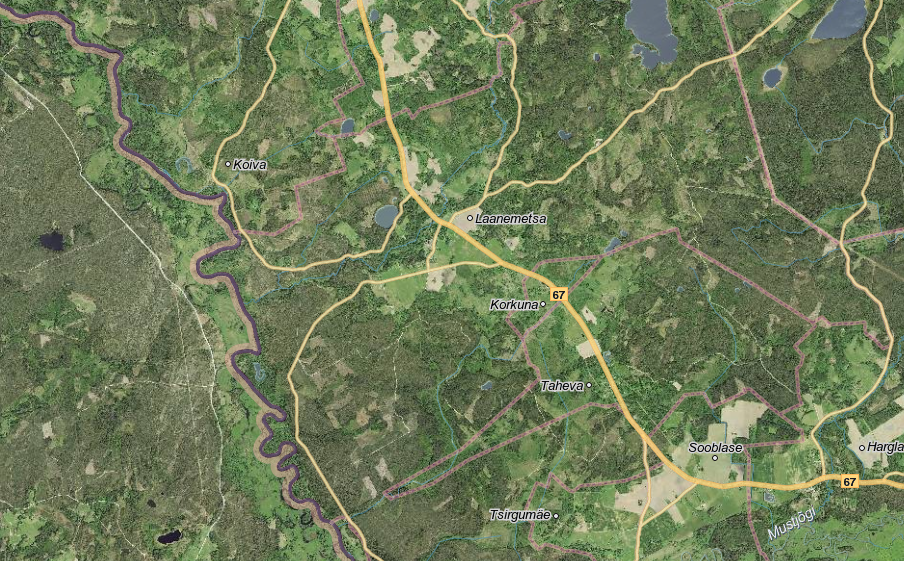 Koiva
Laanemetsa
67
Korkuna
Taheva
Sooblase
Hargla
67
Tsirgumäe
Mustjõgi